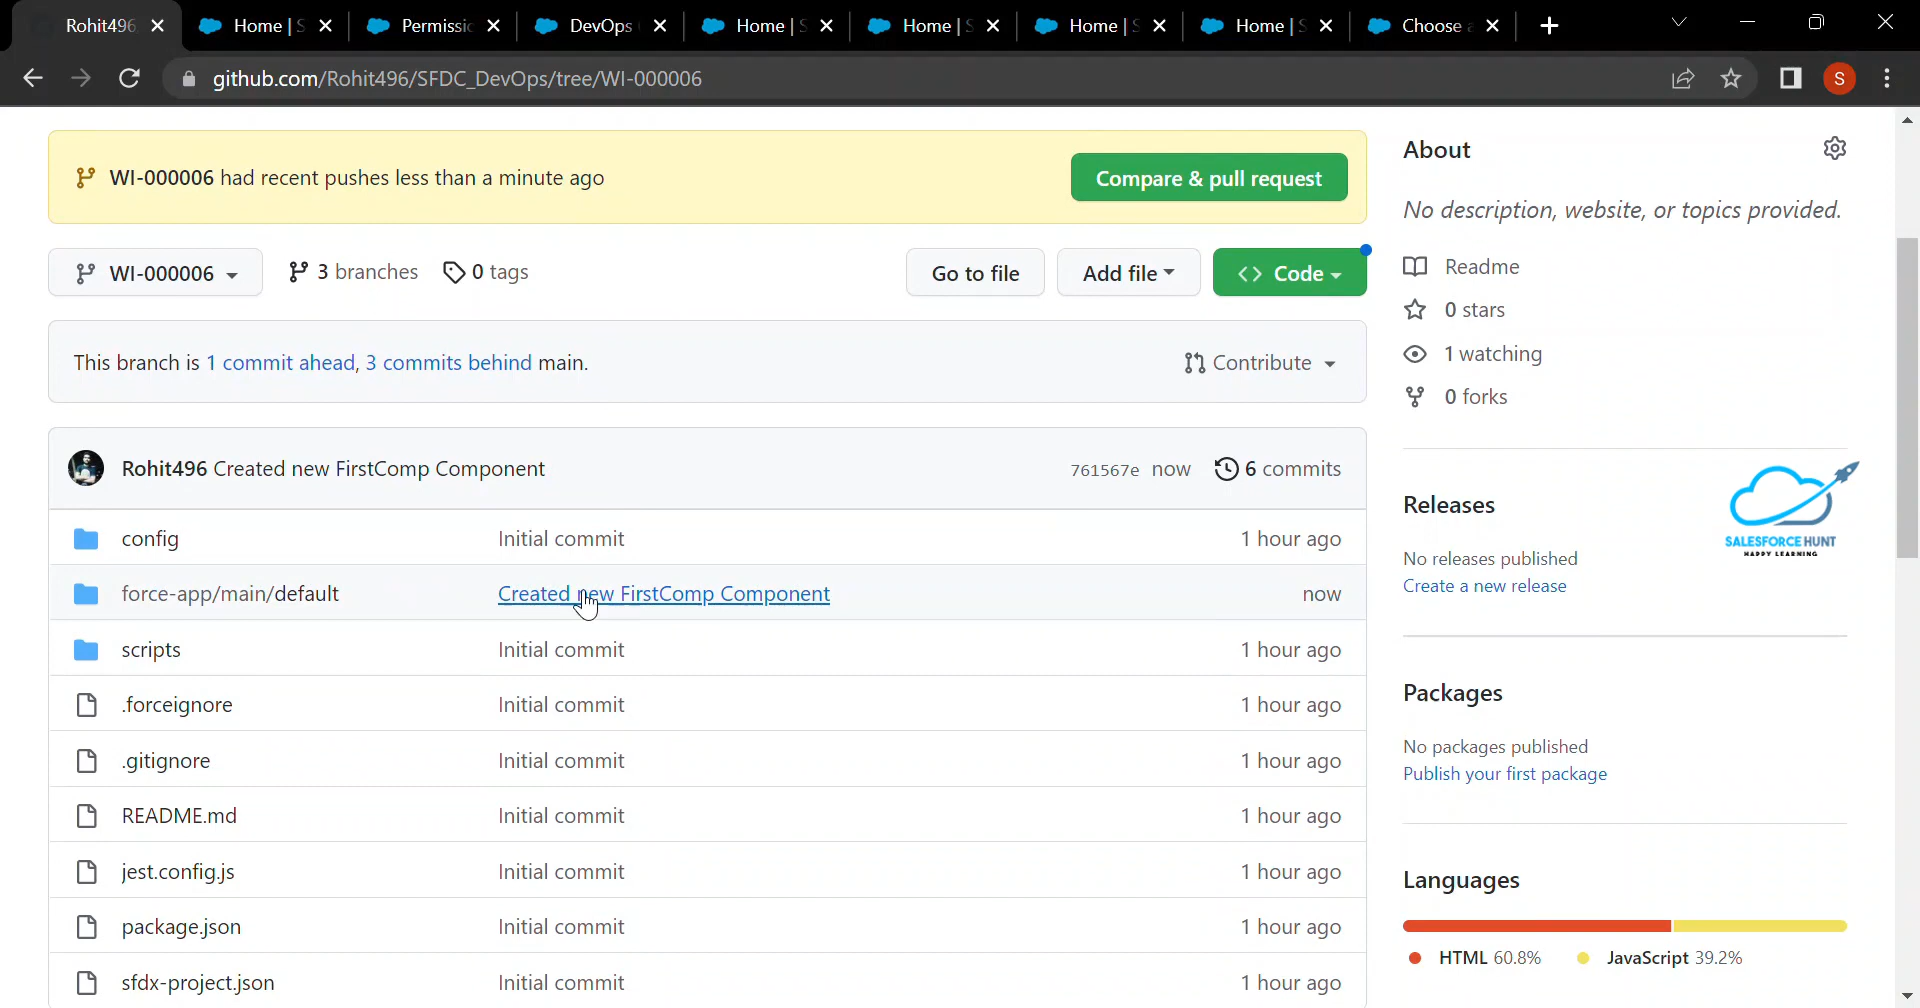 Rohit496
Home | S
Permissic
DevOps
Home | S
Home | S
Home | S
Home | S
Choose a
github.com/Rohit496/SFDC_DevOps/tree/WI-000006
S
WI-000006 had recent pushes less than a minute ago
Compare & pull request
WI-000006
3 branches
0 tags
Go to file
Add file
<> Code
This branch is 1 commit ahead, 3 commits behind main.
Contribute
Rohit496 Created new FirstComp Component
761567e now
6 commits
config
Initial commit
1 hour ago
force-app/main/default
Created new FirstComp Component
now
scripts
Initial commit
1 hour ago
.forceignore
Initial commit
1 hour ago
.gitignore
Initial commit
1 hour ago
README.md
Initial commit
1 hour ago
jest.config.js
Initial commit
1 hour ago
package.json
Initial commit
1 hour ago
sfdx-project.json
Initial commit
1 hour ago
About
No description, website, or topics provided.
Readme
0 stars
1 watching
0 forks
Releases
SALESFORCE HUNT
HAPPY LEARNING
No releases published
Create a new release
Packages
No packages published
Publish your first package
Languages
HTML 60.8%
JavaScript 39.2%